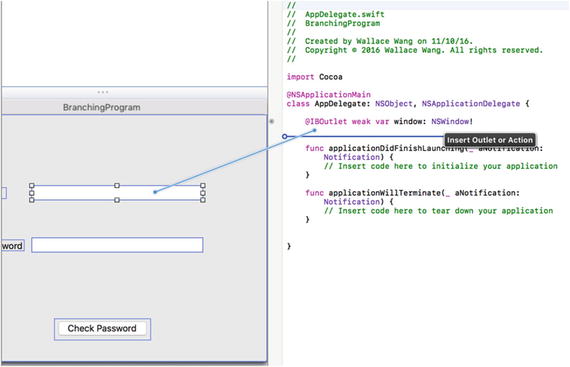 BranchingProgram
word
Check Password
//
// AppDelegate.swift
// BranchingProgram
//
// Created by Wallace Wang on 11/10/16.
// Copyright © 2016 Wallace Wang. All rights reserved.
//
import Cocoa
@NSApplicationMain
class AppDelegate: NSObject, NSApplicationDelegate {
@IBOutlet weak var window: NSWindow!
Insert Outlet or Action
func applicationDidFinishLaunching(_ aNotification:
Notification) {
// Insert code here to initialize your application
}
func applicationWillTerminate(_ aNotification:
Notification) {
// Insert code here to tear down your application
}
}